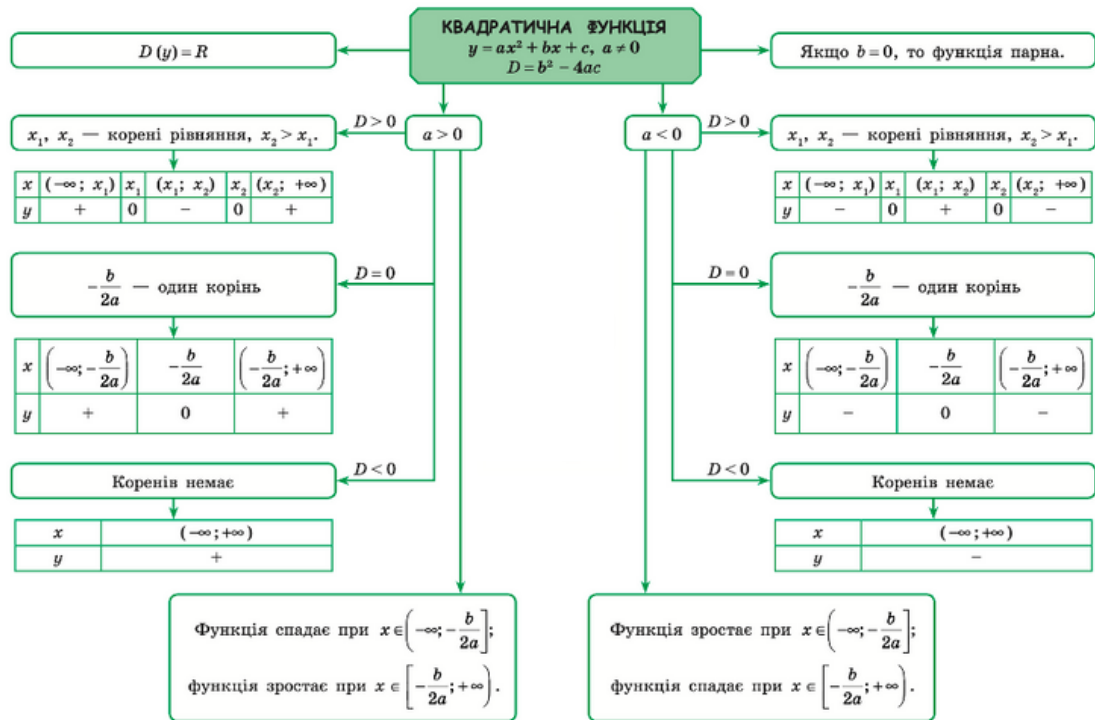 КВАДРАТИЧНА ФУНКЦІЯ
y = ax² + bx + c, a ≠ 0
D = b² − 4ac
D (y) = R
Якщо b = 0, то функція парна.
D > 0
a > 0
x₁, x₂ — корені рівняння, x₂ > x₁.
x (−∞; x₁) x₁ (x₁; x₂) x₂ (x₂; +∞)
y + 0 − 0 +
D = 0
−b/2a — один корінь
x (−∞; −b/2a) −b/2a (−b/2a; +∞)
y + 0 +
D < 0
Коренів немає
x (−∞; +∞)
y +
Функція спадає при x ∈ (−∞; −b/2a];
функція зростає при x ∈ [−b/2a; +∞).
a < 0
D > 0
x₁, x₂ — корені рівняння, x₂ > x₁.
x (−∞; x₁) x₁ (x₁; x₂) x₂ (x₂; +∞)
y − 0 + 0 −
D = 0
−b/2a — один корінь
x (−∞; −b/2a) −b/2a (−b/2a; +∞)
y − 0 −
D < 0
Коренів немає
x (−∞; +∞)
y −
Функція зростає при x ∈ (−∞; −b/2a];
функція спадає при x ∈ [−b/2a; +∞).